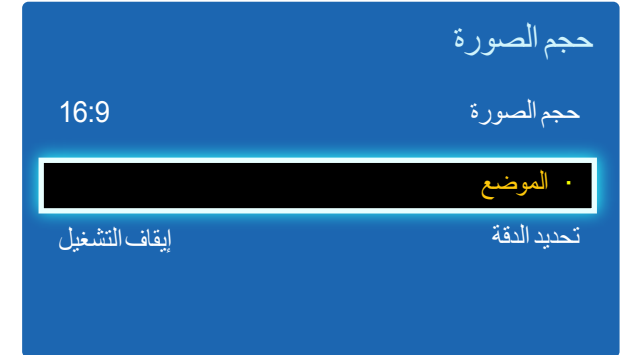 حجم الصورة
حجم الصورة 16:9
· الموضع
تحديد الدقة إيقاف التشغيل